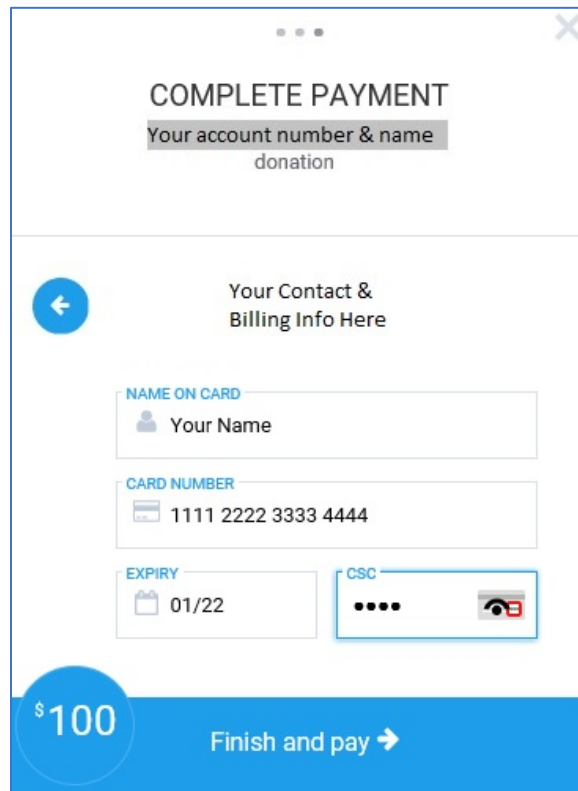 COMPLETE PAYMENT
Your account number & name
donation
Your Contact &
Billing Info Here
NAME ON CARD
Your Name
CARD NUMBER
1111 2222 3333 4444
EXPIRY
01/22
CSC
••••
$100
Finish and pay